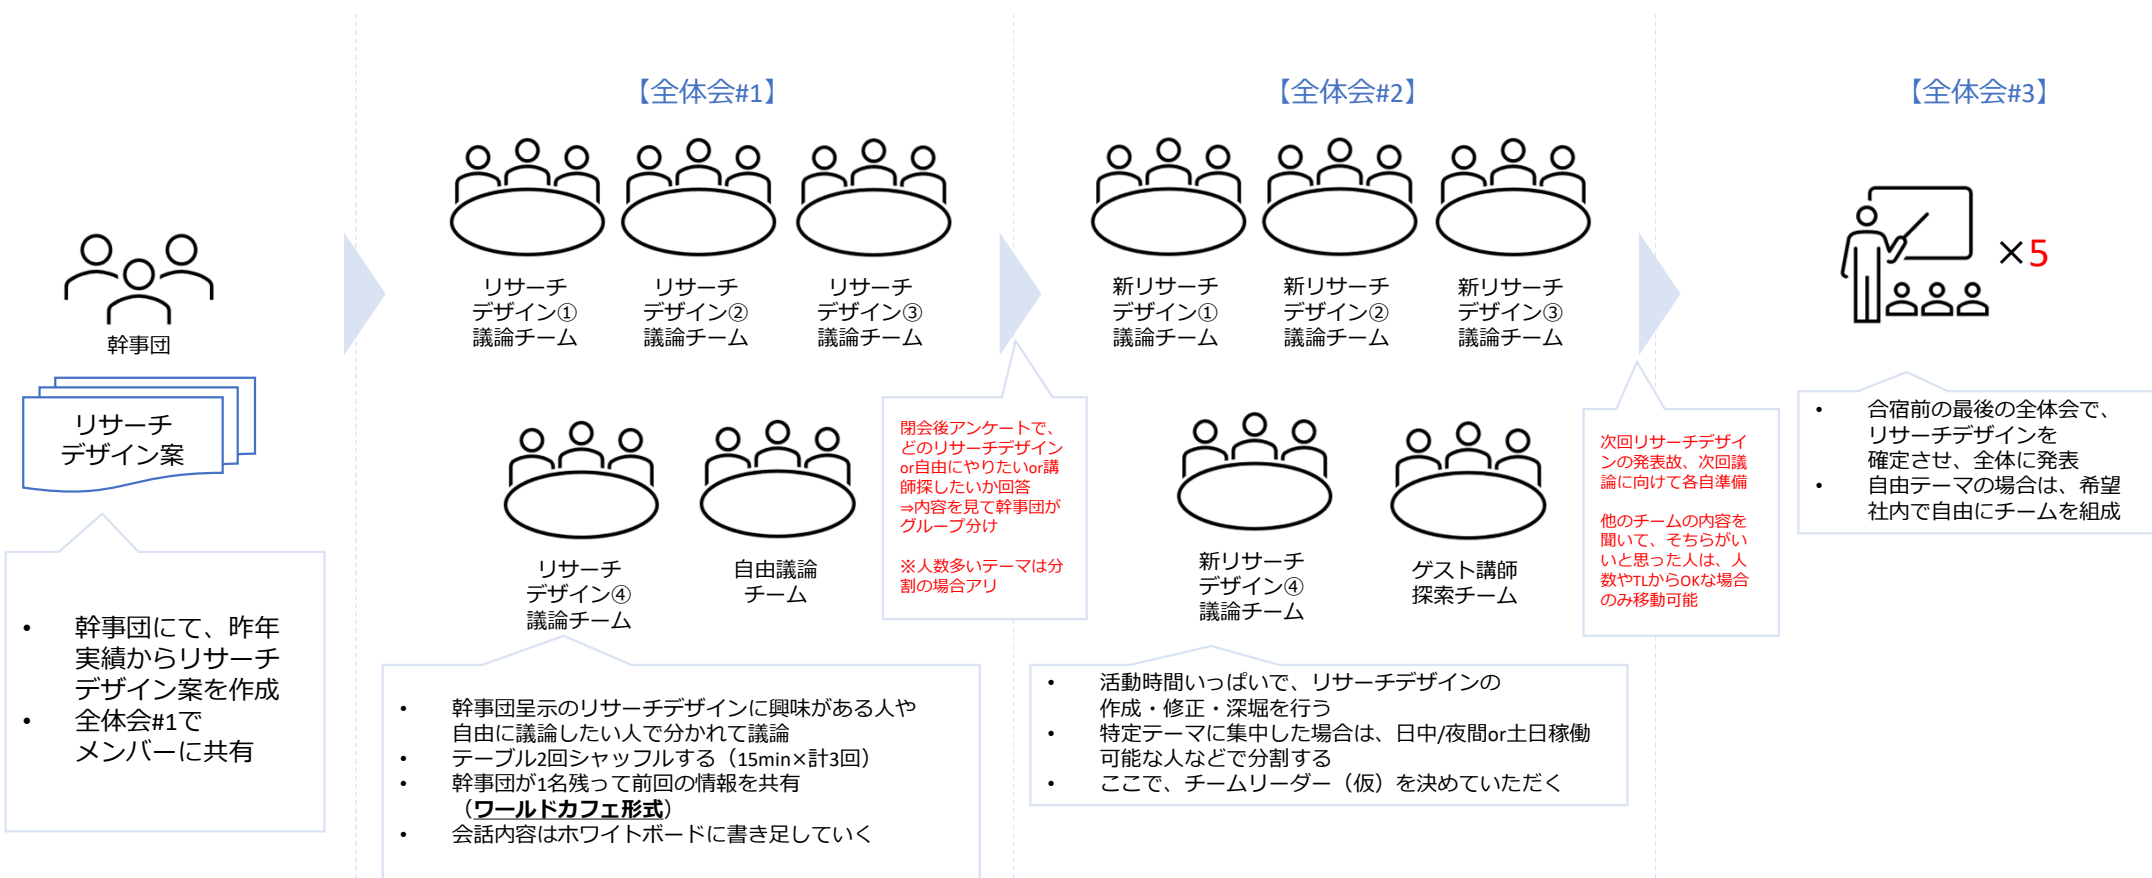 幹事団
リサーチ
デザイン案
• 幹事団にて、昨年
実績からリサーチ
デザイン案を作成
• 全体会#1で
メンバーに共有
【全体会#1】
リサーチ
デザイン①
議論チーム
リサーチ
デザイン②
議論チーム
リサーチ
デザイン③
議論チーム
リサーチ
デザイン④
議論チーム
自由議論
チーム
• 幹事団呈示のリサーチデザインに興味がある人や
自由に議論したい人で分かれて議論
• テーブル2回シャッフルする（15min×計3回）
• 幹事団が1名残って前回の情報を共有
（ワールドカフェ形式）
• 会話内容はホワイトボードに書き足していく
閉会後アンケートで、
どのリサーチデザイン
or自由にやりたいor講
師探したいか回答
⇒内容を見て幹事団が
グループ分け
※人数多いテーマは分
割の場合アリ
【全体会#2】
新リサーチ
デザイン①
議論チーム
新リサーチ
デザイン②
議論チーム
新リサーチ
デザイン③
議論チーム
新リサーチ
デザイン④
議論チーム
ゲスト講師
探索チーム
• 活動時間いっぱいで、リサーチデザインの
作成・修正・深堀を行う
• 特定テーマに集中した場合は、日中/夜間or土日稼働
可能な人などで分割する
• ここで、チームリーダー（仮）を決めていただく
次回リサーチデザイ
ンの発表故、次回議
論に向けて各自準備
他のチームの内容を
聞いて、そちらがい
いと思った人は、人
数やTLからOKな場合
のみ移動可能
【全体会#3】
×5
• 合宿前の最後の全体会で、
リサーチデザインを
確定させ、全体に発表
• 自由テーマの場合は、希望
社内で自由にチームを組成